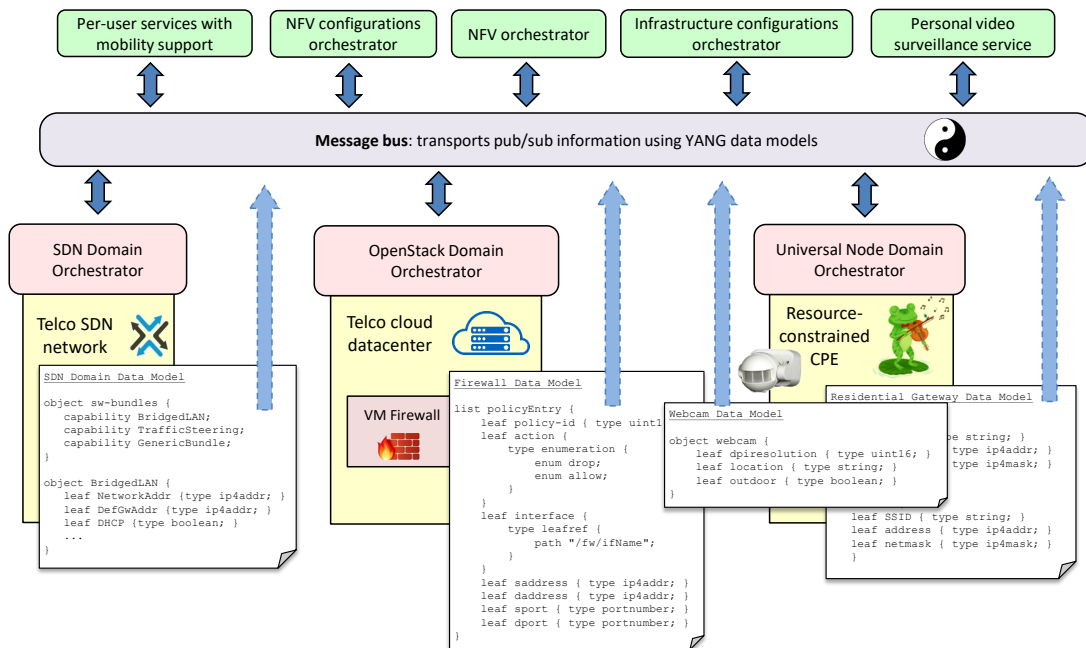 Per-user services with
mobility support
NFV configurations
orchestrator
NFV orchestrator
Infrastructure configurations
orchestrator
Personal video
surveillance service
Message bus: transports pub/sub information using YANG data models
SDN Domain
Orchestrator
OpenStack Domain
Orchestrator
Universal Node Domain
Orchestrator
Telco SDN
network
Telco cloud
datacenter
Resource-
constrained
CPE
VM Firewall
SDN Domain Data Model
object sw-bundles {
capability BridgedLAN;
capability TrafficSteering;
capability GenericBundle;
}
object BridgedLAN {
leaf NetworkAddr {type ip4addr; }
leaf DefGwAddr {type ip4addr; }
leaf DHCP {type boolean; }
...
}
Firewall Data Model
list policyEntry {
leaf policy-id { type uint16
leaf action {
type enumeration {
enum drop;
enum allow;
}
}
leaf interface {
type leafref {
path "/fw/ifName";
}
}
leaf saddress { type ip4addr; }
leaf daddress { type ip4addr; }
leaf sport { type portnumber; }
leaf dport { type portnumber; }
}
Webcam Data Model
object webcam {
leaf dpiresolution { type uint16; }
leaf location { type string; }
leaf outdoor { type boolean; }
}
Residential Gateway Data Model
type string; }
type ip4addr; }
type ip4mask; }
leaf SSID { type string; }
leaf address { type ip4addr; }
leaf netmask { type ip4mask; }
}